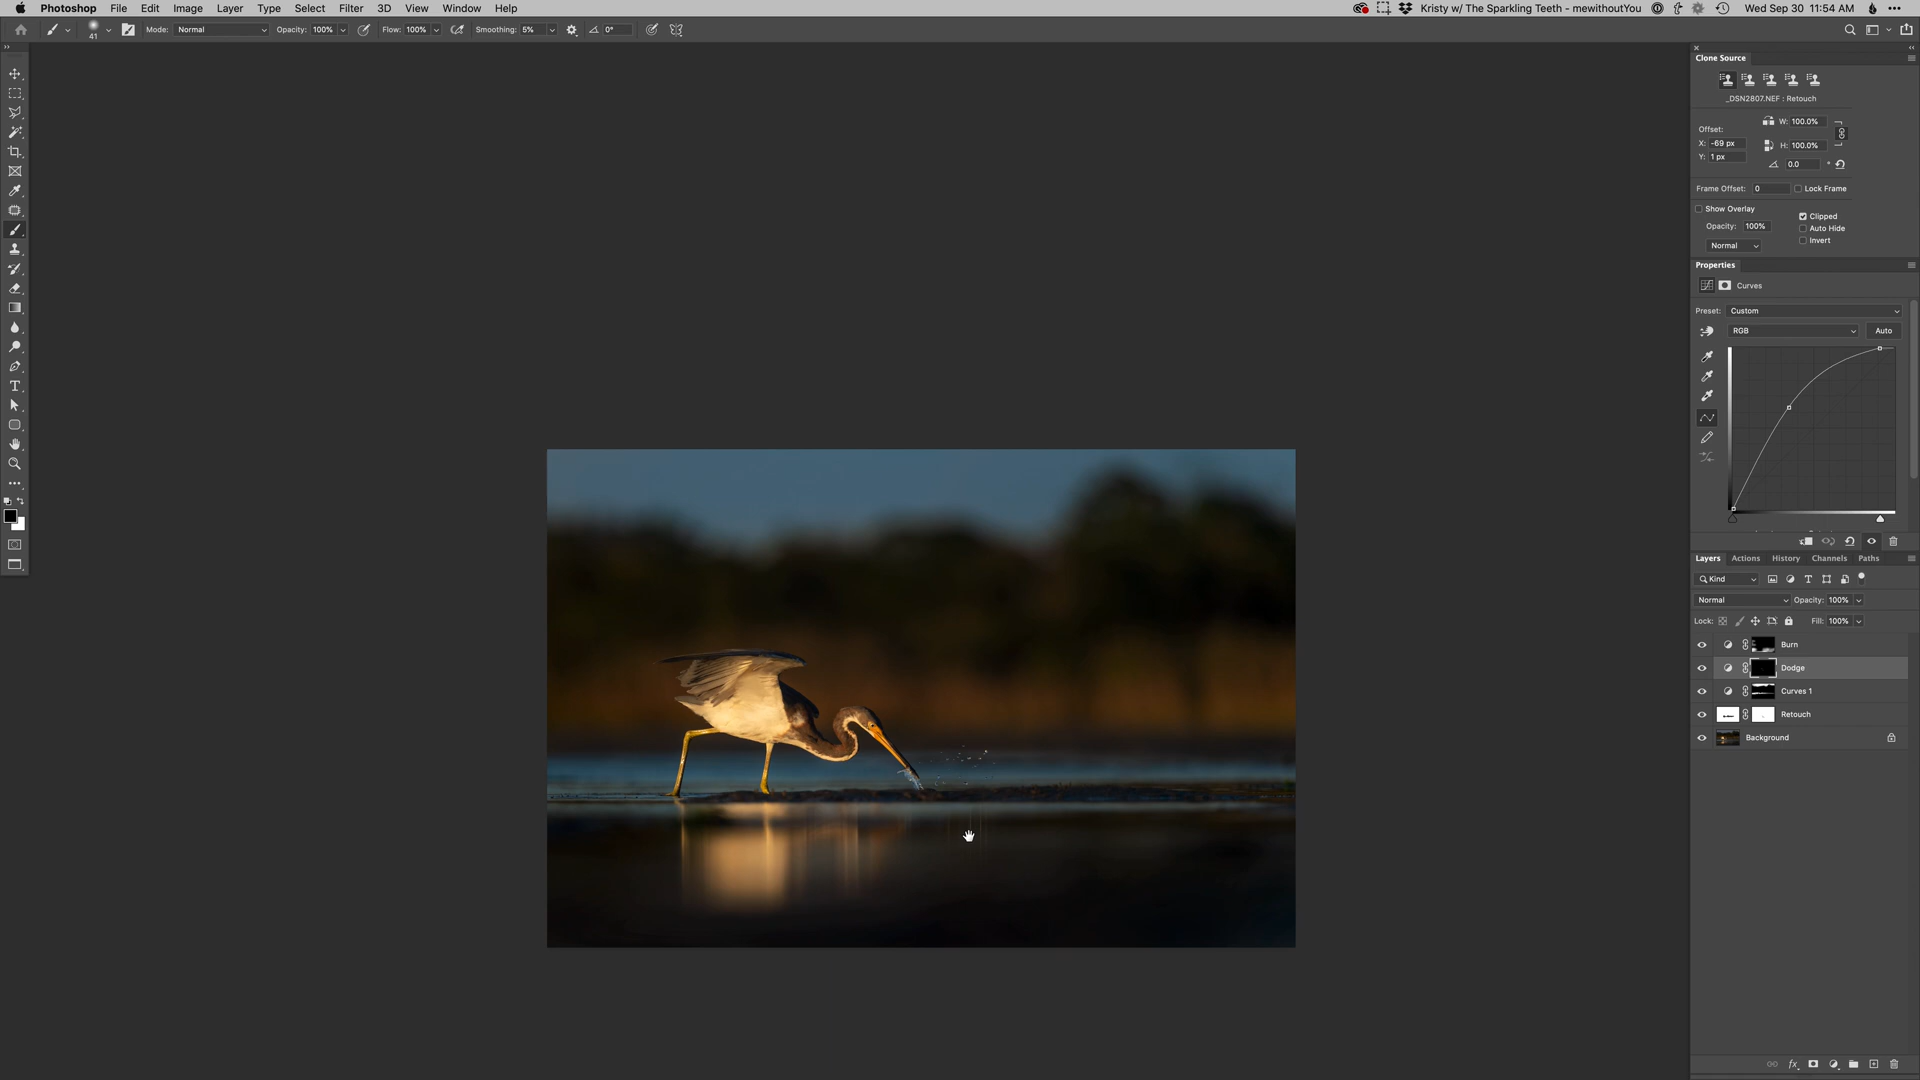 Photoshop File Edit Image Layer Type Select Filter 3D View Window Help Kristy w/ The Sparkling Teeth - mewithoutYou Wed Sep 30 11:54 AM
41 Mode: Normal Opacity: 100% Flow: 100% Smoothing: 5% 0°
Clone Source
_DSN2807.NEF : Retouch
Offset: W: 100.0%
X: -69 px H: 100.0%
Y: 1 px 0.0 °
Frame Offset: 0 Lock Frame
Show Overlay Clipped
Opacity: 100% Auto Hide
Normal Invert
Properties
Curves
Preset: Custom
RGB Auto
Layers Actions History Channels Paths
Kind
Normal Opacity: 100%
Lock: Fill: 100%
Burn
Dodge
Curves 1
Retouch
Background
fx